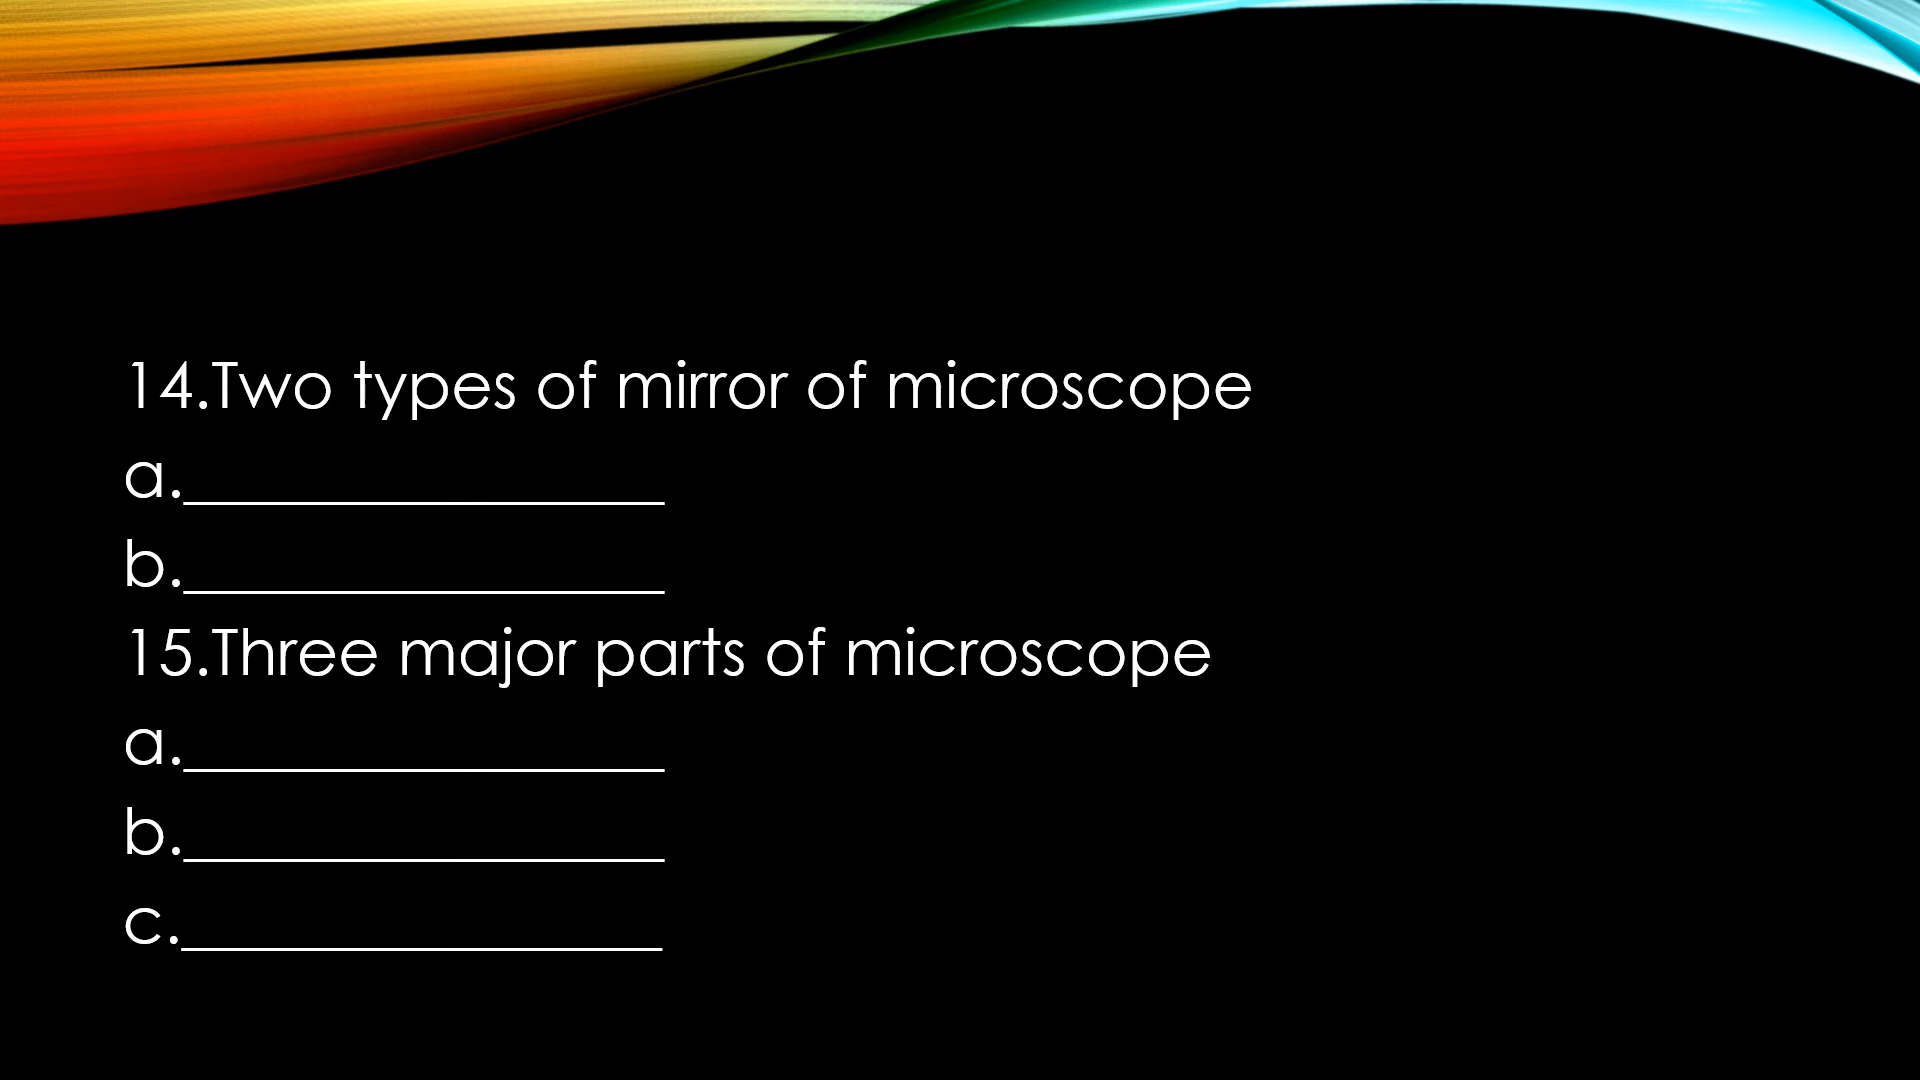 14.Two types of mirror of microscope
a.________________
b.________________
15.Three major parts of microscope
a.________________
b.________________
c.________________